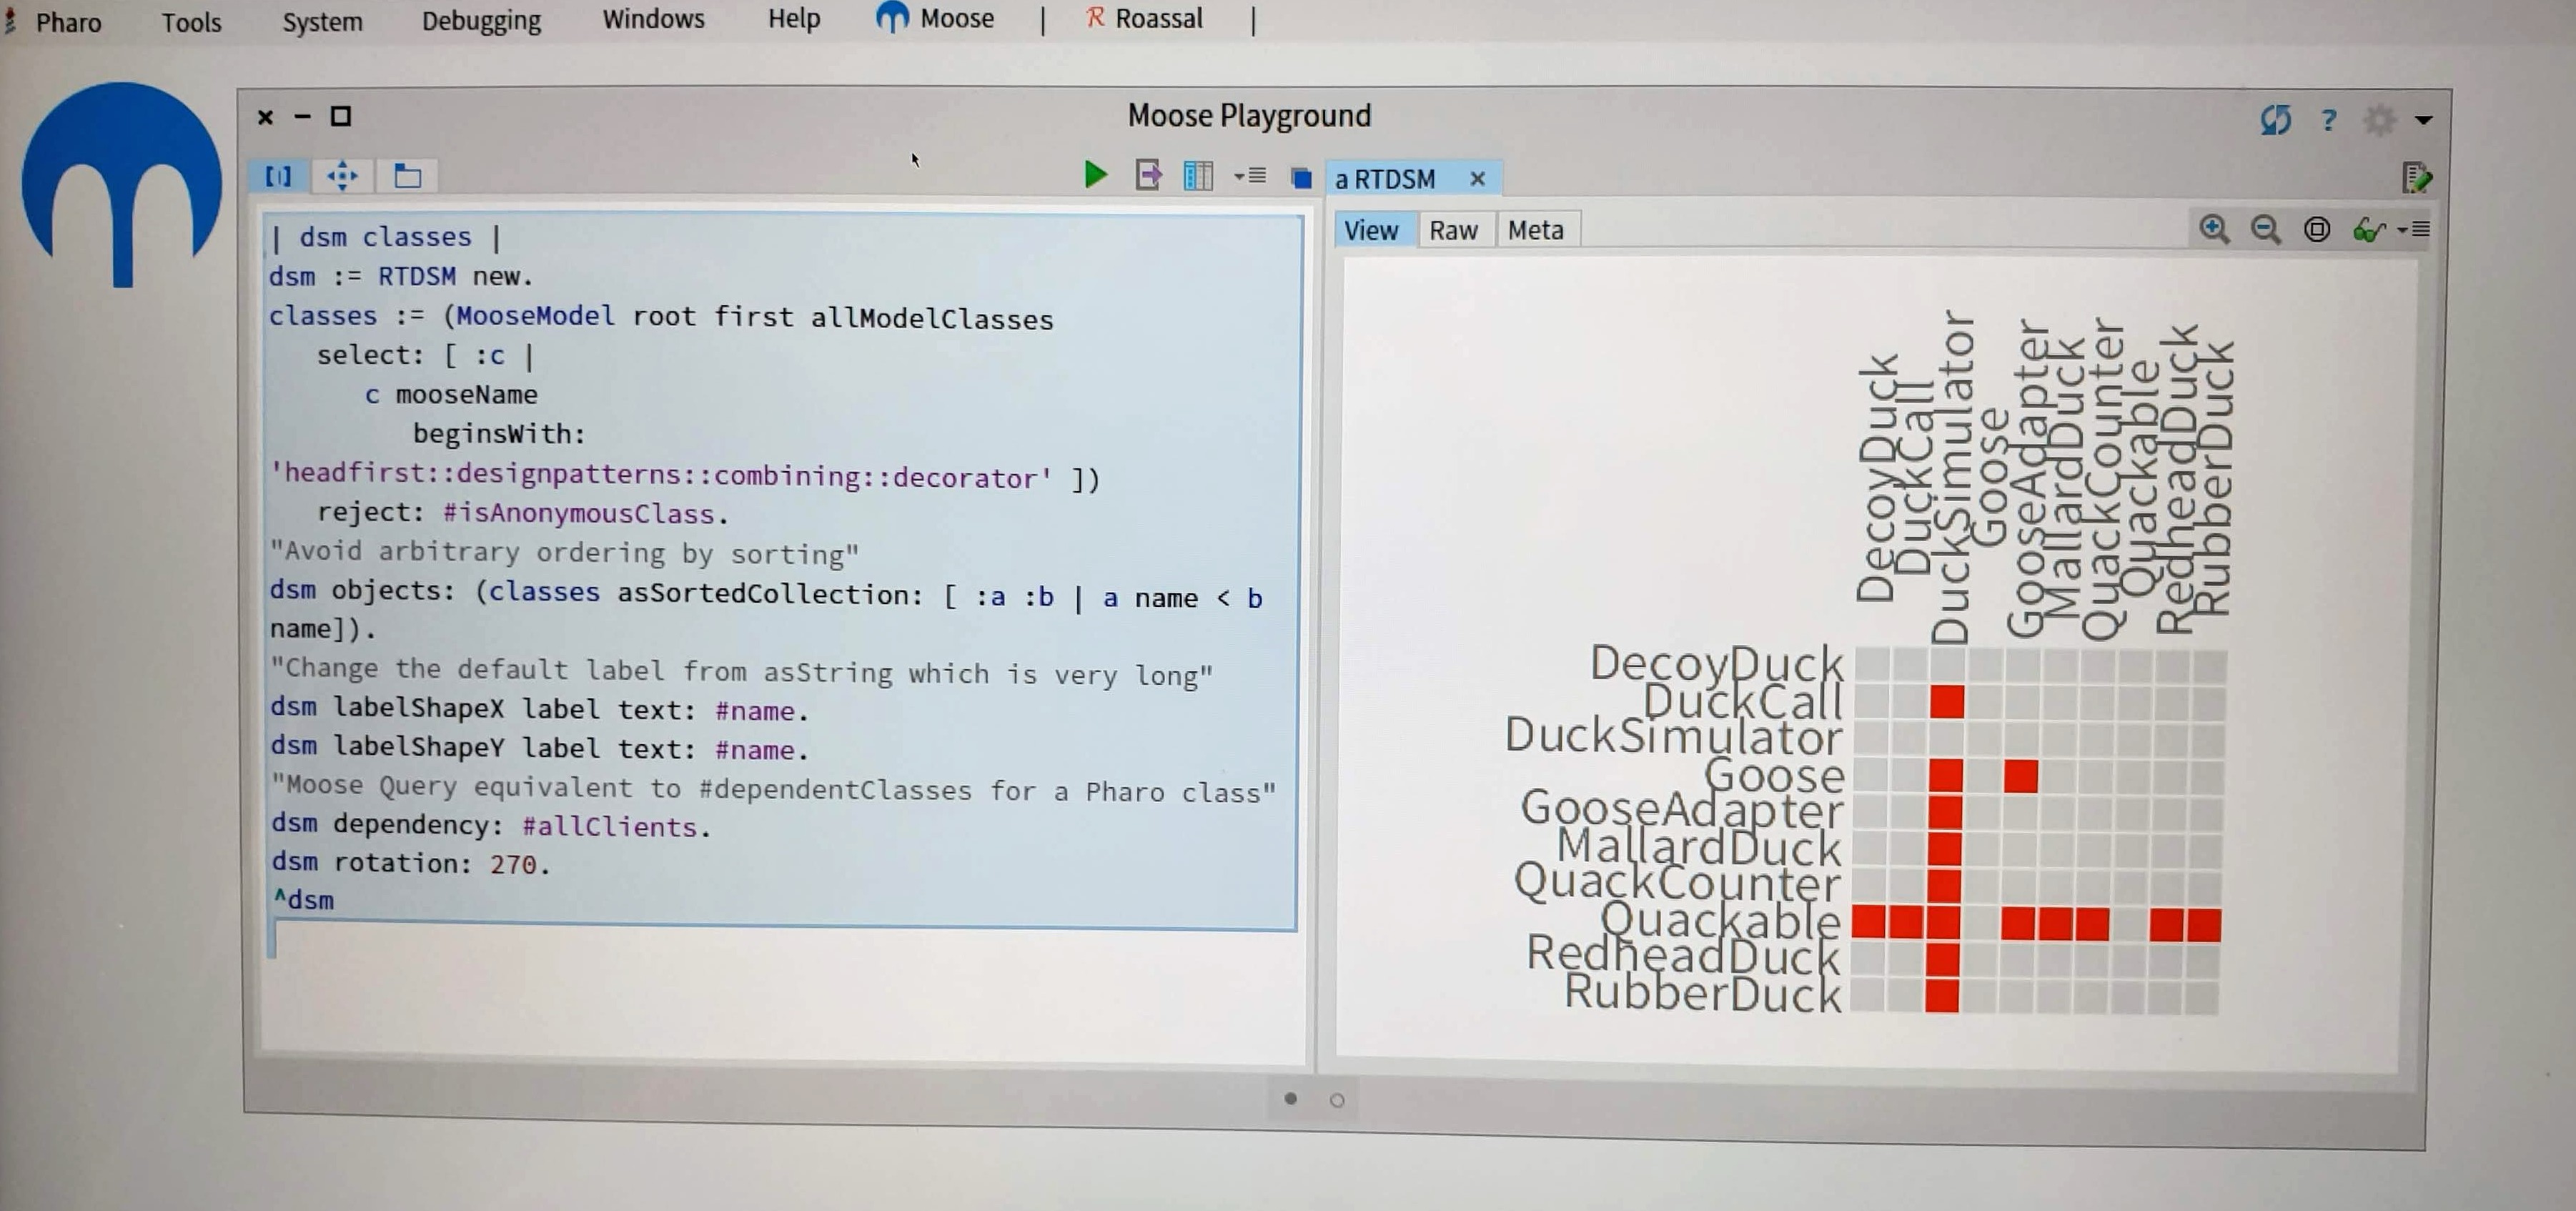 Pharo Tools System Debugging Windows Help Moose | Roassal |
Moose Playground
?
a RTDSM
View Raw Meta
| dsm classes |
dsm := RTDSM new.
classes := (MooseModel root first allModelClasses
select: [ :c |
c mooseName
beginsWith:
'headfirst::designpatterns::combining::decorator' ])
reject: #isAnonymousClass.
"Avoid arbitrary ordering by sorting"
dsm objects: (classes asSortedCollection: [ :a :b | a name < b
name]).
"Change the default label from asString which is very long"
dsm labelShapeX label text: #name.
dsm labelShapeY label text: #name.
"Moose Query equivalent to #dependentClasses for a Pharo class"
dsm dependency: #allClients.
dsm rotation: 270.
^dsm
DecoyDuck
DuckCall
DuckSimulator
Goose
GooseAdapter
MallardDuck
QuackCounter
Quackable
RedheadDuck
RubberDuck
DecoyDuck
DuckCall
DuckSimulator
Goose
GooseAdapter
MallardDuck
QuackCounter
Quackable
RedheadDuck
RubberDuck